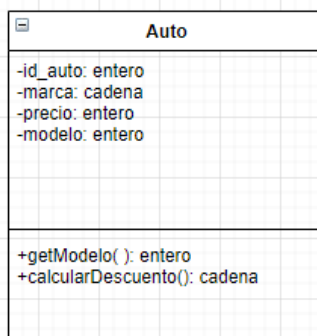 Auto
-id_auto: entero
-marca: cadena
-precio: entero
-modelo: entero
+getModelo( ): entero
+calcularDescuento(): cadena